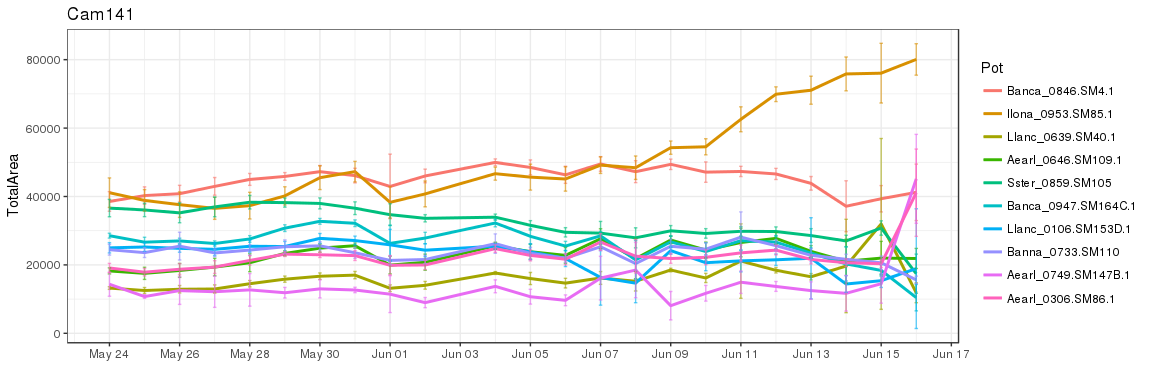 Cam141
TotalArea
80000
60000
40000
20000
0
May 24 May 26 May 28 May 30 Jun 01 Jun 03 Jun 05 Jun 07 Jun 09 Jun 11 Jun 13 Jun 15 Jun 17
Pot
Banca_0846.SM4.1
Ilona_0953.SM85.1
Llanc_0639.SM40.1
Aearl_0646.SM109.1
Sster_0859.SM105
Banca_0947.SM164C.1
Llanc_0106.SM153D.1
Banna_0733.SM110
Aearl_0749.SM147B.1
Aearl_0306.SM86.1